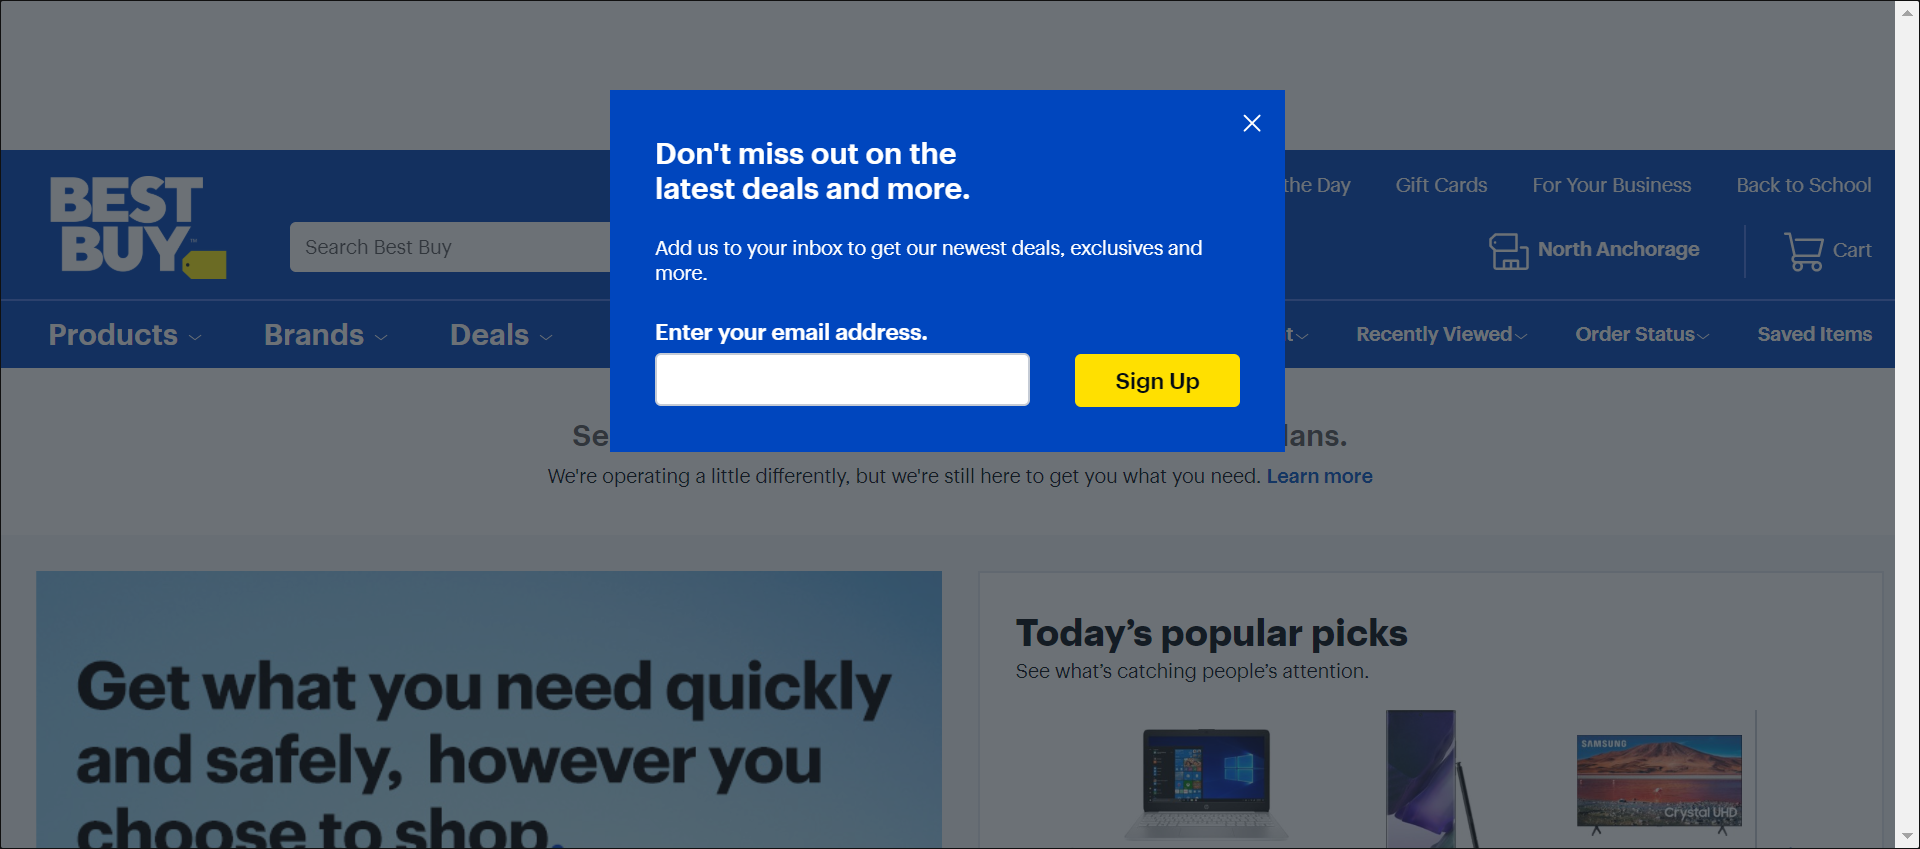 Don't miss out on the
latest deals and more.
Add us to your inbox to get our newest deals, exclusives and
more.
Enter your email address.
Sign Up
BEST
BUY
Search Best Buy
the Day
Gift Cards
For Your Business
Back to School
North Anchorage
Cart
Products
Brands
Deals
Recently Viewed
Order Status
Saved Items
We're operating a little differently, but we're still here to get you what you need. Learn more
Get what you need quickly
and safely, however you
choose to shop.
Today’s popular picks
See what’s catching people’s attention.
SAMSUNG
Crystal UHD